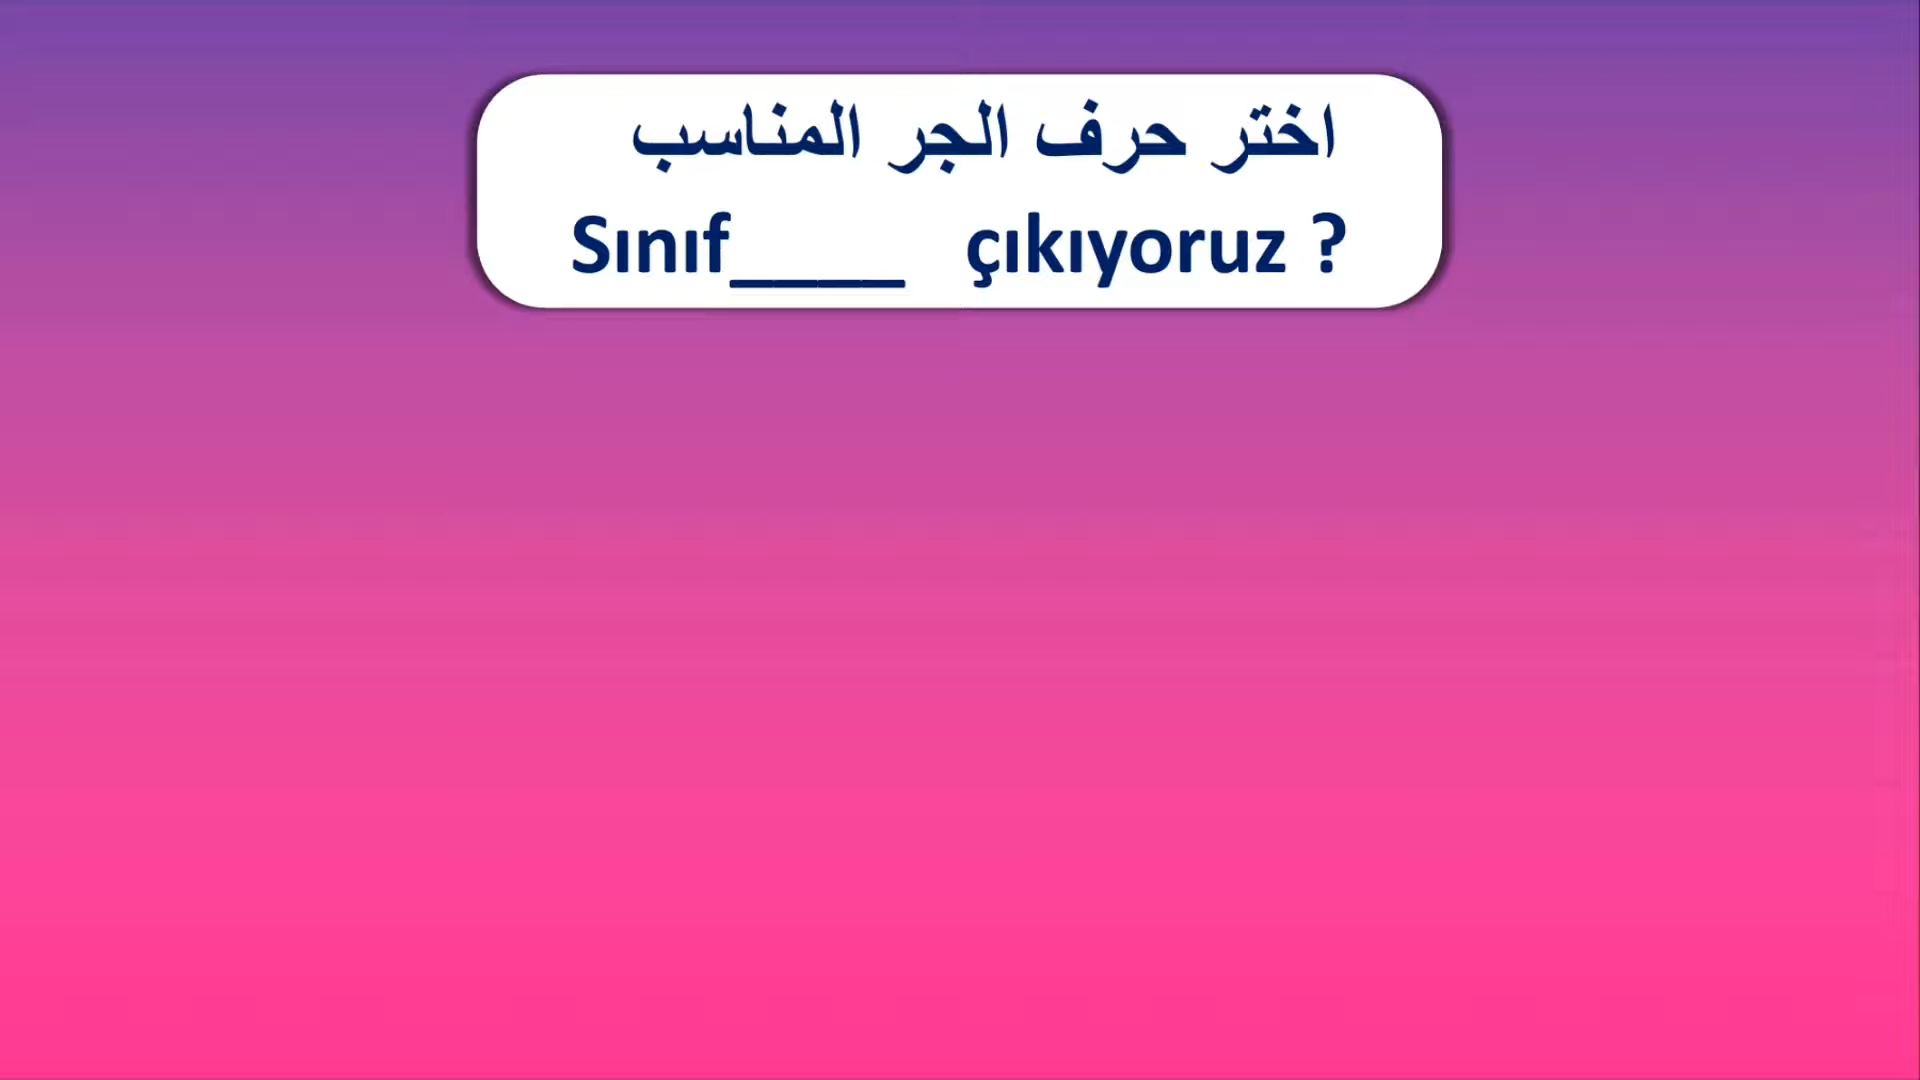 اختر حرف الجر المناسب
Sınıf____ çıkıyoruz ?